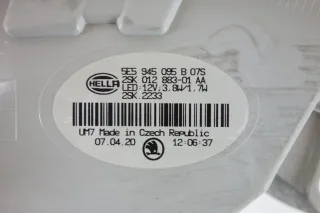 HELLA
5E5 945 095 B 07S
2SK 012 883-01 AA
LED:12V,3.8W/1.7W
2SK.2233
UM7 Made in Czech Republic
07.04.20 12:06:37